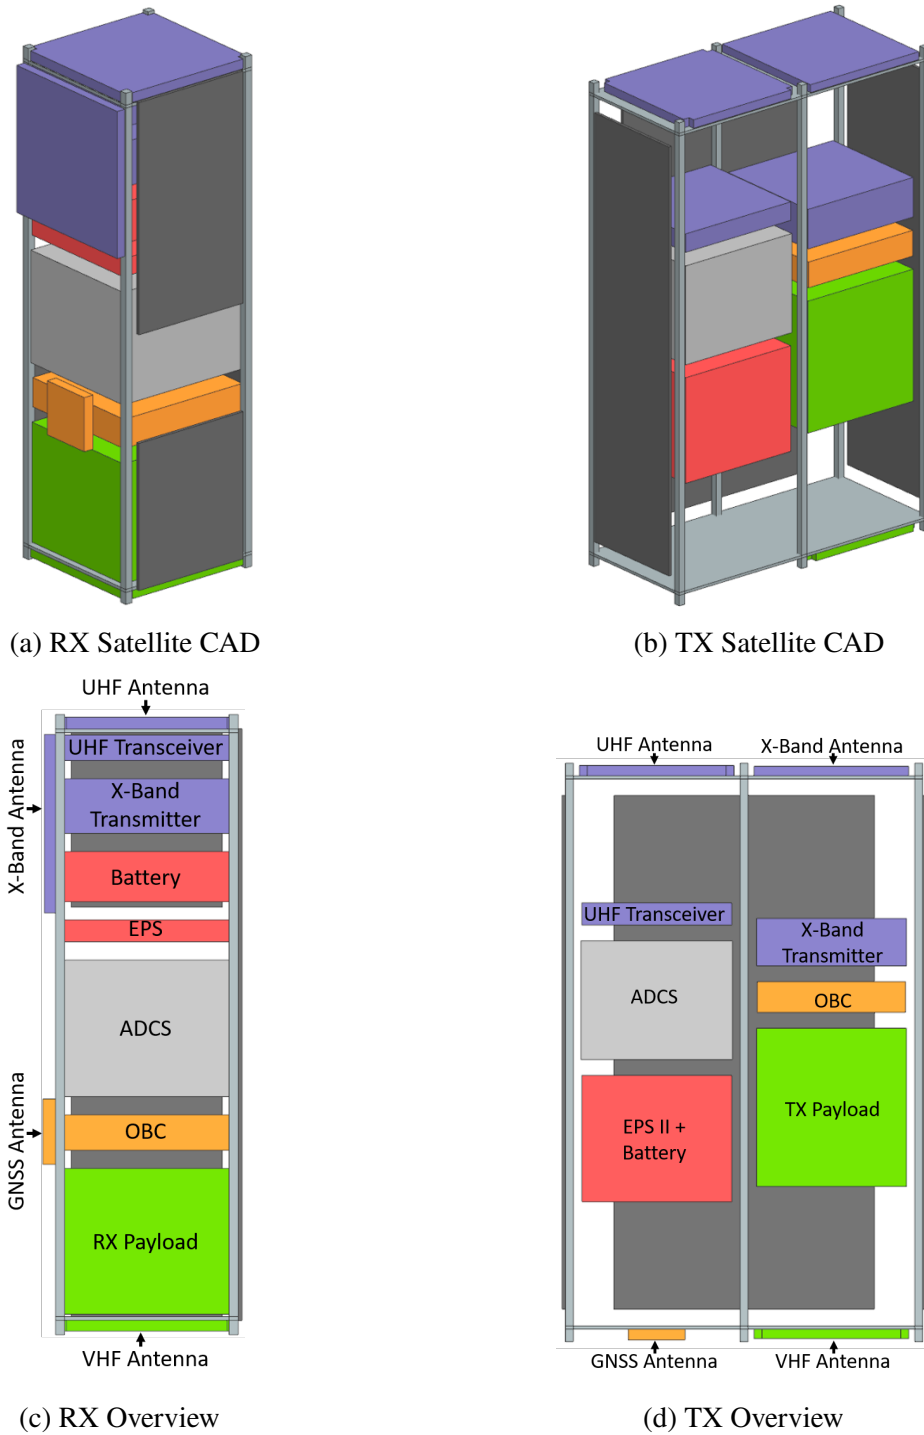 (a) RX Satellite CAD
(b) TX Satellite CAD
UHF Antenna
UHF Transceiver
X-Band Antenna
X-Band
Transmitter
Battery
EPS
ADCS
GNSS Antenna
OBC
RX Payload
VHF Antenna
(c) RX Overview
UHF Antenna
X-Band Antenna
UHF Transceiver
X-Band
Transmitter
ADCS
OBC
TX Payload
EPS II +
Battery
GNSS Antenna
VHF Antenna
(d) TX Overview